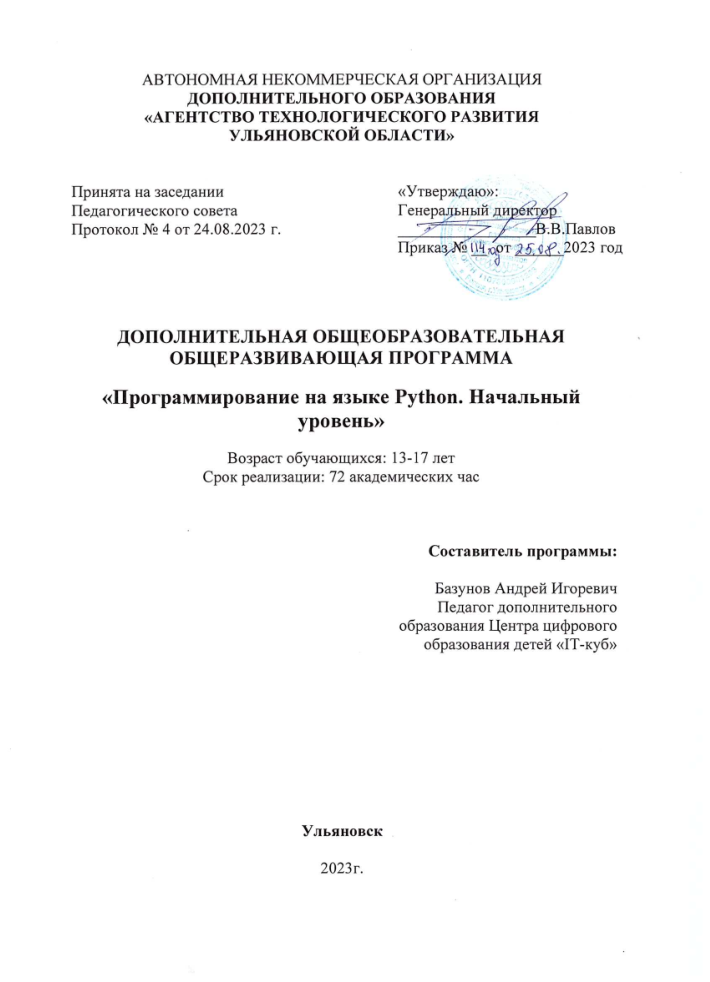 АВТОНОМНАЯ НЕКОММЕРЧЕСКАЯ ОРГАНИЗАЦИЯ
ДОПОЛНИТЕЛЬНОГО ОБРАЗОВАНИЯ
«АГЕНТСТВО ТЕХНОЛОГИЧЕСКОГО РАЗВИТИЯ
УЛЬЯНОВСКОЙ ОБЛАСТИ»
Принята на заседании
Педагогического совета
Протокол № 4 от 24.08.2023 г.
«Утверждаю»:
Генеральный директор
В.В.Павлов
Приказ № 114 од от 25.08. 2023 год
ДОПОЛНИТЕЛЬНАЯ ОБЩЕОБРАЗОВАТЕЛЬНАЯ
ОБЩЕРАЗВИВАЮЩАЯ ПРОГРАММА
«Программирование на языке Python. Начальный
уровень»
Возраст обучающихся: 13-17 лет
Срок реализации: 72 академических час
Составитель программы:
Базунов Андрей Игоревич
Педагог дополнительного
образования Центра цифрового
образования детей «IT-куб»
Ульяновск
2023г.